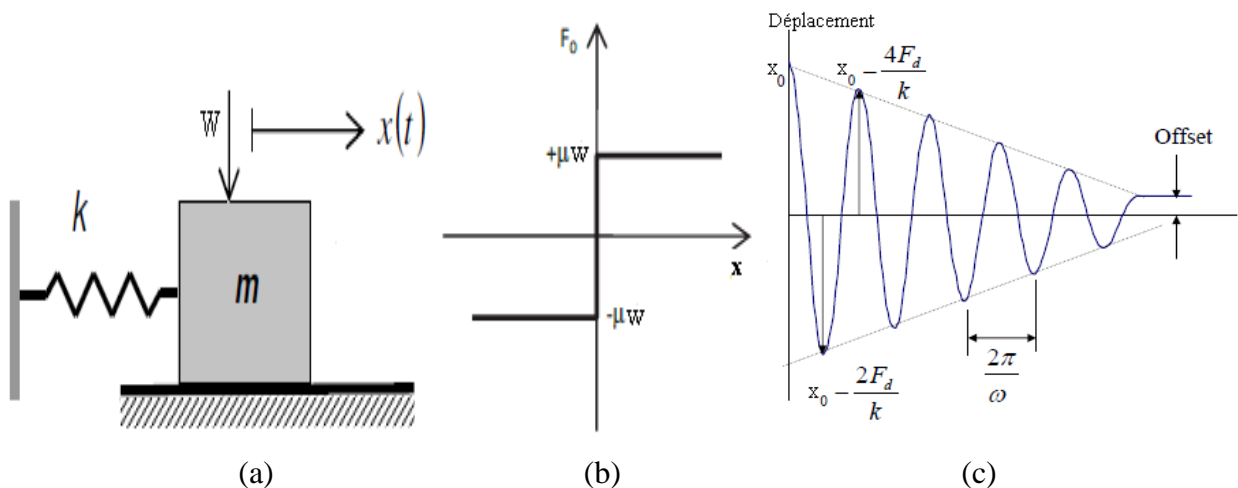 W
x(t)
k
m
(a)
F₀
+μW
-μW
x
(b)
Déplacement
x₀
x₀ - 4F_d/k
Offset
2π/ω
x₀ - 2F_d/k
(c)